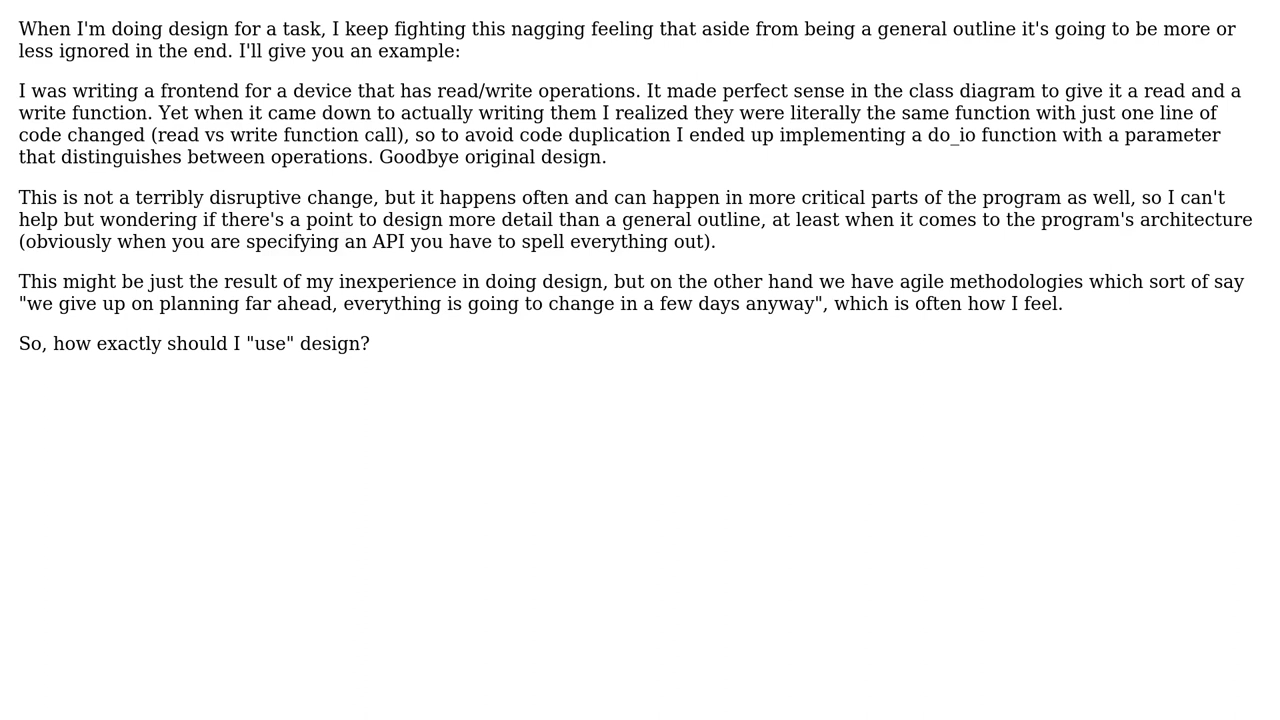 When I'm doing design for a task, I keep fighting this nagging feeling that aside from being a general outline it's going to be more or
less ignored in the end. I'll give you an example:
I was writing a frontend for a device that has read/write operations. It made perfect sense in the class diagram to give it a read and a
write function. Yet when it came down to actually writing them I realized they were literally the same function with just one line of
code changed (read vs write function call), so to avoid code duplication I ended up implementing a do_io function with a parameter
that distinguishes between operations. Goodbye original design.
This is not a terribly disruptive change, but it happens often and can happen in more critical parts of the program as well, so I can't
help but wondering if there's a point to design more detail than a general outline, at least when it comes to the program's architecture
(obviously when you are specifying an API you have to spell everything out).
This might be just the result of my inexperience in doing design, but on the other hand we have agile methodologies which sort of say
"we give up on planning far ahead, everything is going to change in a few days anyway", which is often how I feel.
So, how exactly should I "use" design?